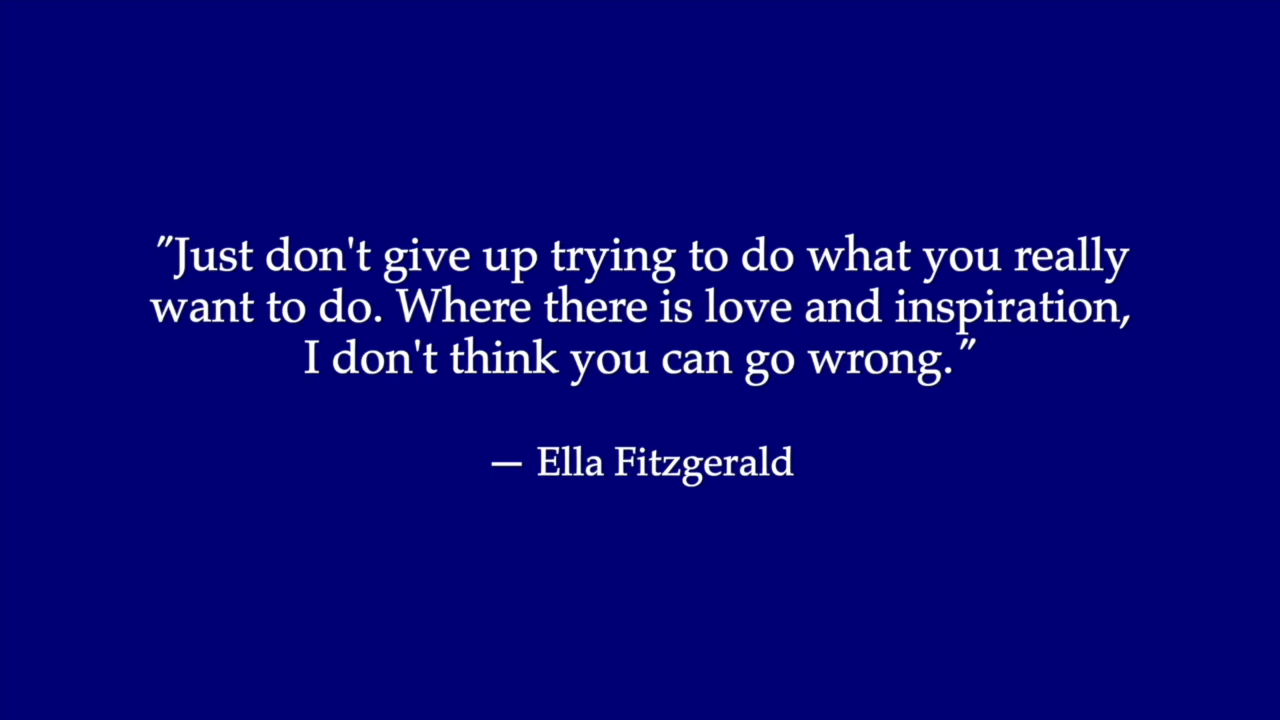 "Just don't give up trying to do what you really
want to do. Where there is love and inspiration,
I don't think you can go wrong."
— Ella Fitzgerald